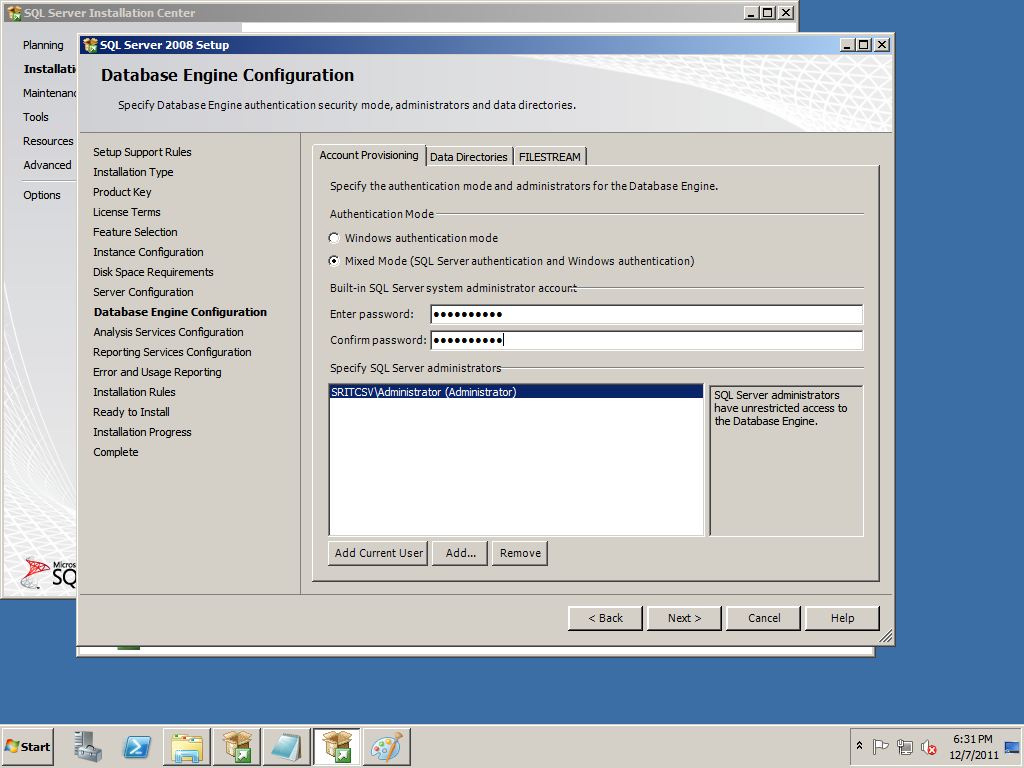 SQL Server Installation Center
Planning
Installati
Maintenanc
Tools
Resources
Advanced
Options
Micros
SQ
SQL Server 2008 Setup
Database Engine Configuration
Specify Database Engine authentication security mode, administrators and data directories.
Setup Support Rules
Installation Type
Product Key
License Terms
Feature Selection
Instance Configuration
Disk Space Requirements
Server Configuration
Database Engine Configuration
Analysis Services Configuration
Reporting Services Configuration
Error and Usage Reporting
Installation Rules
Ready to Install
Installation Progress
Complete
Account Provisioning Data Directories FILESTREAM
Specify the authentication mode and administrators for the Database Engine.
Authentication Mode
Windows authentication mode
Mixed Mode (SQL Server authentication and Windows authentication)
Built-in SQL Server system administrator account
Enter password: ●●●●●●●●●●
Confirm password: ●●●●●●●●●●
Specify SQL Server administrators
SRITCSV\Administrator (Administrator)
SQL Server administrators
have unrestricted access to
the Database Engine.
Add Current User Add... Remove
< Back Next > Cancel Help
Start
6:31 PM
12/7/2011